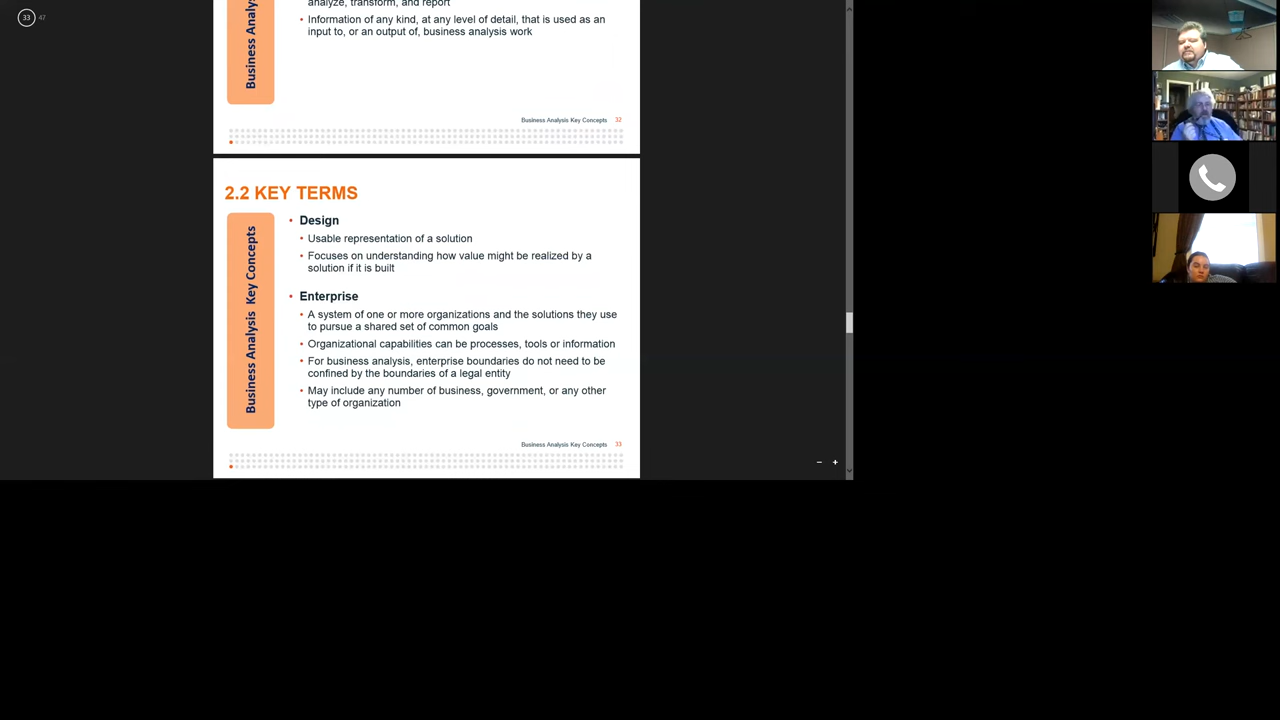 33 47
analyze, transform, and report
• Information of any kind, at any level of detail, that is used as an
input to, or an output of, business analysis work
Business Analys
Business Analysis Key Concepts 32
2.2 KEY TERMS
Business Analysis Key Concepts
• Design
• Usable representation of a solution
• Focuses on understanding how value might be realized by a
solution if it is built
• Enterprise
• A system of one or more organizations and the solutions they use
to pursue a shared set of common goals
• Organizational capabilities can be processes, tools or information
• For business analysis, enterprise boundaries do not need to be
confined by the boundaries of a legal entity
• May include any number of business, government, or any other
type of organization
Business Analysis Key Concepts 33